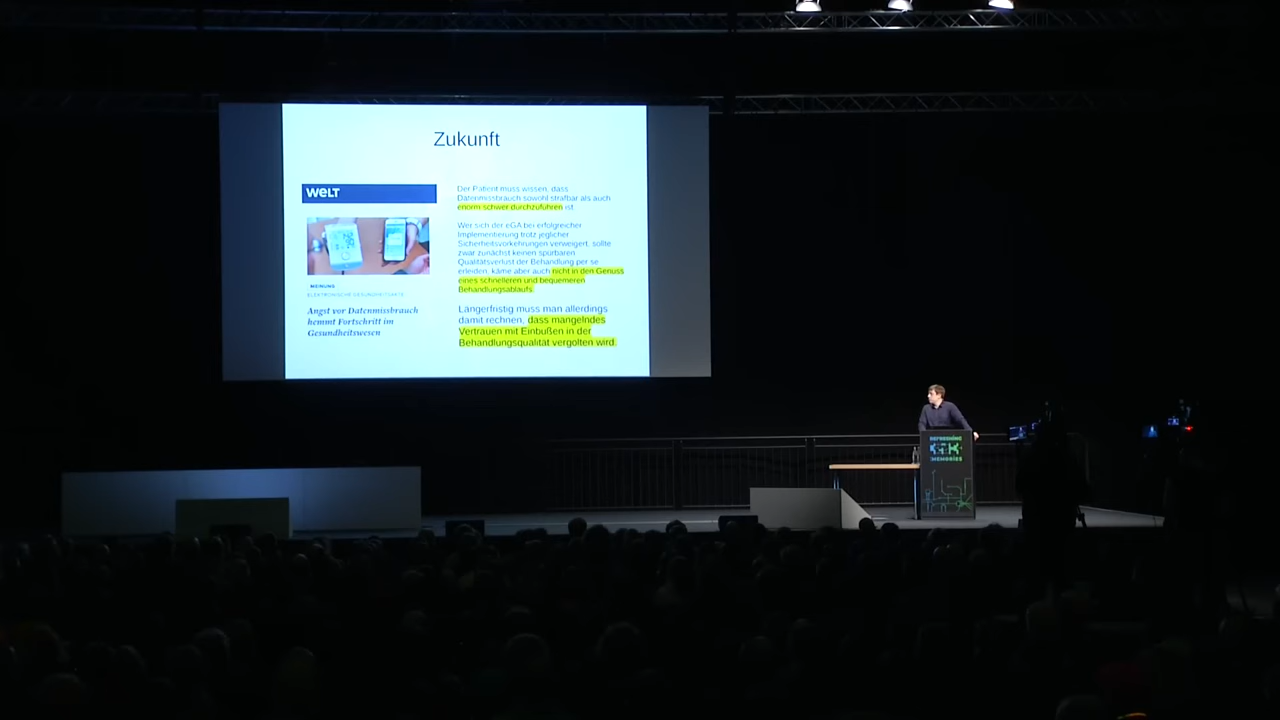 Zukunft
WELT
MEINUNG
ELEKTRONISCHE GESUNDHEITSAKTE
Angst vor Datenmissbrauch
hemmt Fortschritt im
Gesundheitswesen
Der Patient muss wissen, dass
Datenmissbrauch sowohl strafbar als auch
enorm schwer durchzuführen ist.
Wer sich der eGA bei erfolgreicher
Implementierung trotz jeglicher
Sicherheitsvorkehrungen verweigert, sollte
zwar zunächst keinen spürbaren
Qualitätsverlust der Behandlung per se
erleiden, käme aber auch nicht in den Genuss
eines schnelleren und bequemeren
Behandlungsablaufs.
Längerfristig muss man allerdings
damit rechnen, dass mangelndes
Vertrauen mit Einbußen in der
Behandlungsqualität vergolten wird.
REFRESHING
MEMORIES